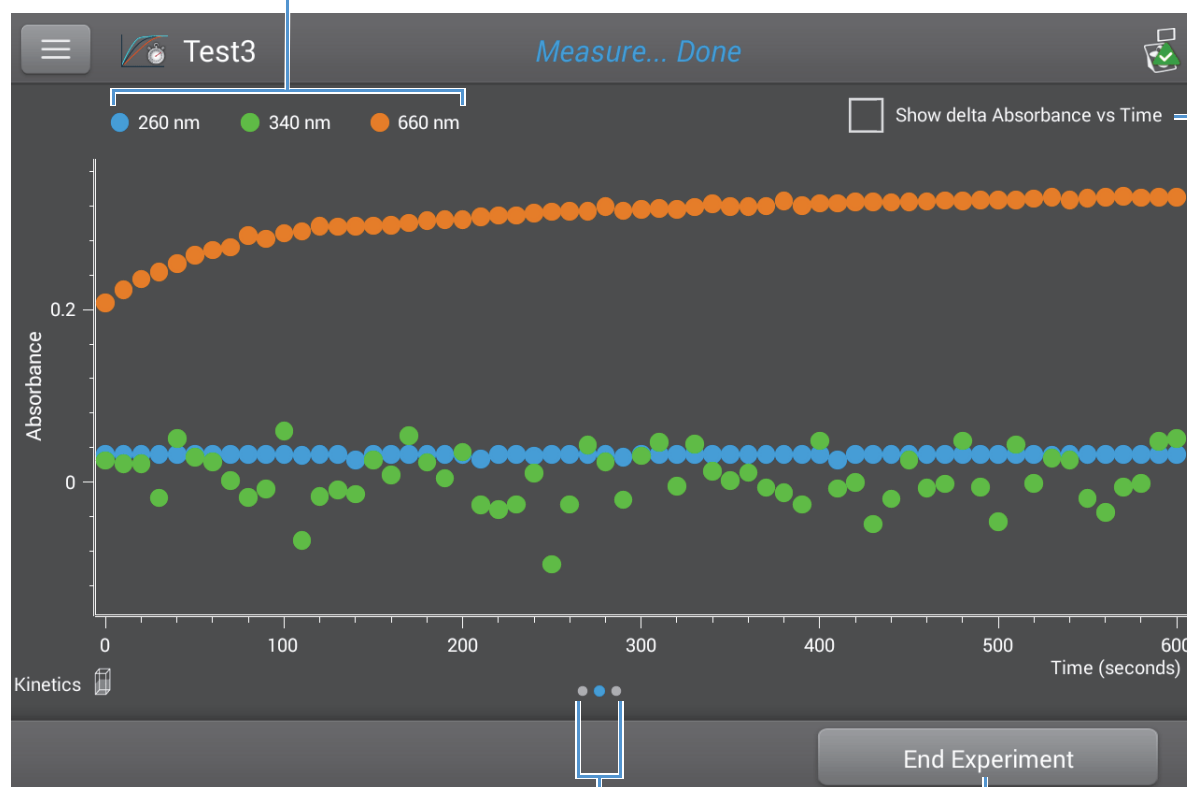 Test3
Measure... Done
260 nm
340 nm
660 nm
Show delta Absorbance vs Time
Absorbance
0.2
0
0
100
200
300
400
500
600
Time (seconds)
Kinetics
End Experiment